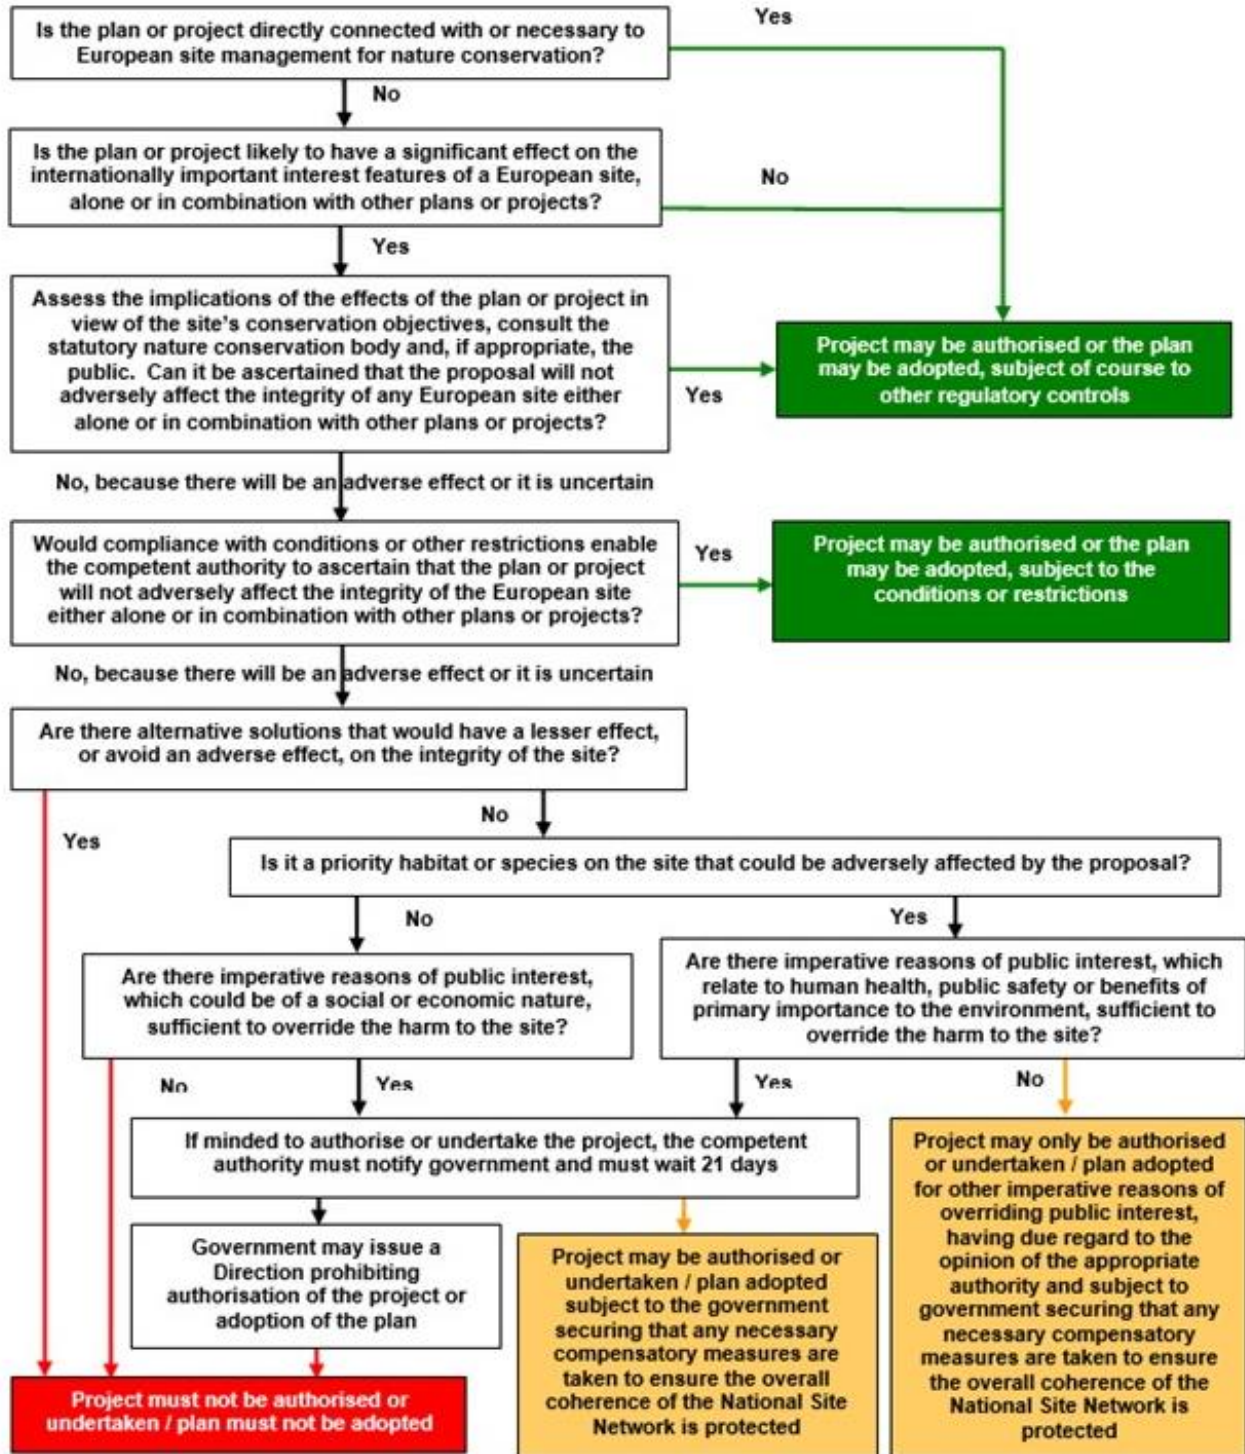 Is the plan or project directly connected with or necessary to
European site management for nature conservation?
Yes
No
Is the plan or project likely to have a significant effect on the
internationally important interest features of a European site,
alone or in combination with other plans or projects?
No
Yes
Assess the implications of the effects of the plan or project in
view of the site's conservation objectives, consult the
statutory nature conservation body and, if appropriate, the
public. Can it be ascertained that the proposal will not
adversely affect the integrity of any European site either
alone or in combination with other plans or projects?
Yes
Project may be authorised or the plan
may be adopted, subject of course to
other regulatory controls
No, because there will be an adverse effect or it is uncertain
Would compliance with conditions or other restrictions enable
the competent authority to ascertain that the plan or project
will not adversely affect the integrity of the European site
either alone or in combination with other plans or projects?
Yes
Project may be authorised or the plan
may be adopted, subject to the
conditions or restrictions
No, because there will be an adverse effect or it is uncertain
Are there alternative solutions that would have a lesser effect,
or avoid an adverse effect, on the integrity of the site?
Yes
No
Is it a priority habitat or species on the site that could be adversely affected by the proposal?
No
Yes
Are there imperative reasons of public interest,
which could be of a social or economic nature,
sufficient to override the harm to the site?
Are there imperative reasons of public interest, which
relate to human health, public safety or benefits of
primary importance to the environment, sufficient to
override the harm to the site?
No
Yes
Yes
No
If minded to authorise or undertake the project, the competent
authority must notify government and must wait 21 days
Government may issue a
Direction prohibiting
authorisation of the project or
adoption of the plan
Project may be authorised or
undertaken / plan adopted
subject to the government
securing that any necessary
compensatory measures are
taken to ensure the overall
coherence of the National Site
Network is protected
Project may only be authorised
or undertaken / plan adopted
for other imperative reasons of
overriding public interest,
having due regard to the
opinion of the appropriate
authority and subject to
government securing that any
necessary compensatory
measures are taken to ensure
the overall coherence of the
National Site Network is
protected
Project must not be authorised or
undertaken / plan must not be adopted